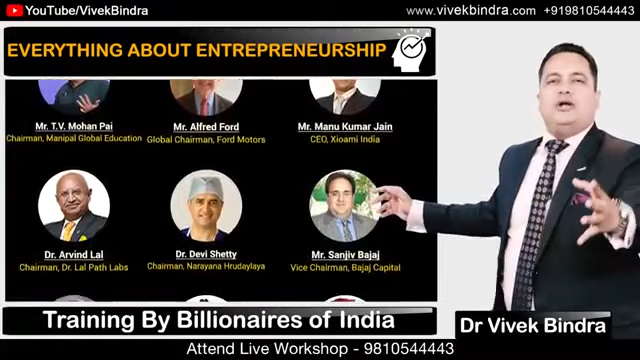 YouTube/VivekBindra
www.vivekbindra.com +919810544443
EVERYTHING ABOUT ENTREPRENEURSHIP
Mr. T.V. Mohan Pai
Chairman, Manipal Global Education
Mr. Alfred Ford
Global Chairman, Ford Motors
Mr. Manu Kumar Jain
CEO, Xioami India
Dr. Arvind Lal
Chairman, Dr. Lal Path Labs
Dr. Devi Shetty
Chairman, Narayana Hrudaylaya
Mr. Sanjiv Bajaj
Vice Chairman, Bajaj Capital
Training By Billionaires of India
Dr Vivek Bindra
Attend Live Workshop - 9810544443